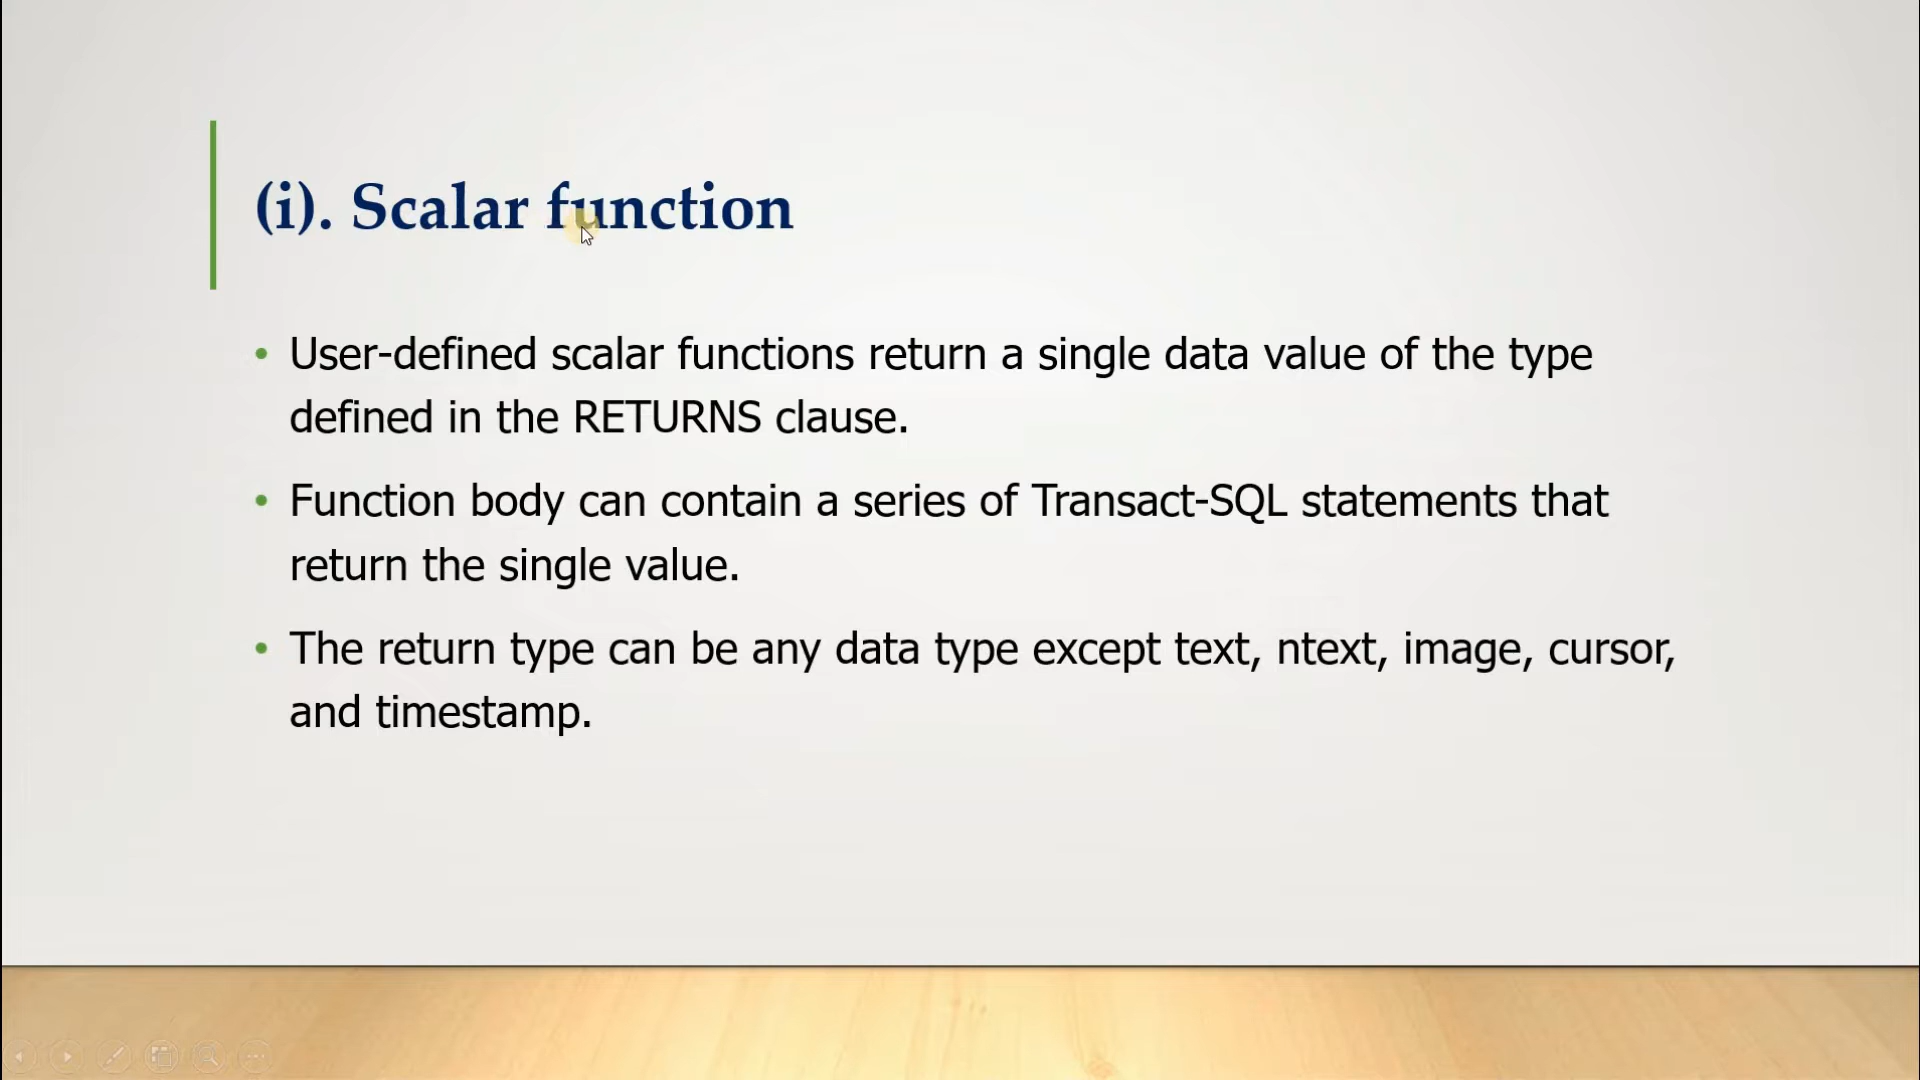 (i). Scalar function
• User-defined scalar functions return a single data value of the type
defined in the RETURNS clause.
• Function body can contain a series of Transact-SQL statements that
return the single value.
• The return type can be any data type except text, ntext, image, cursor,
and timestamp.